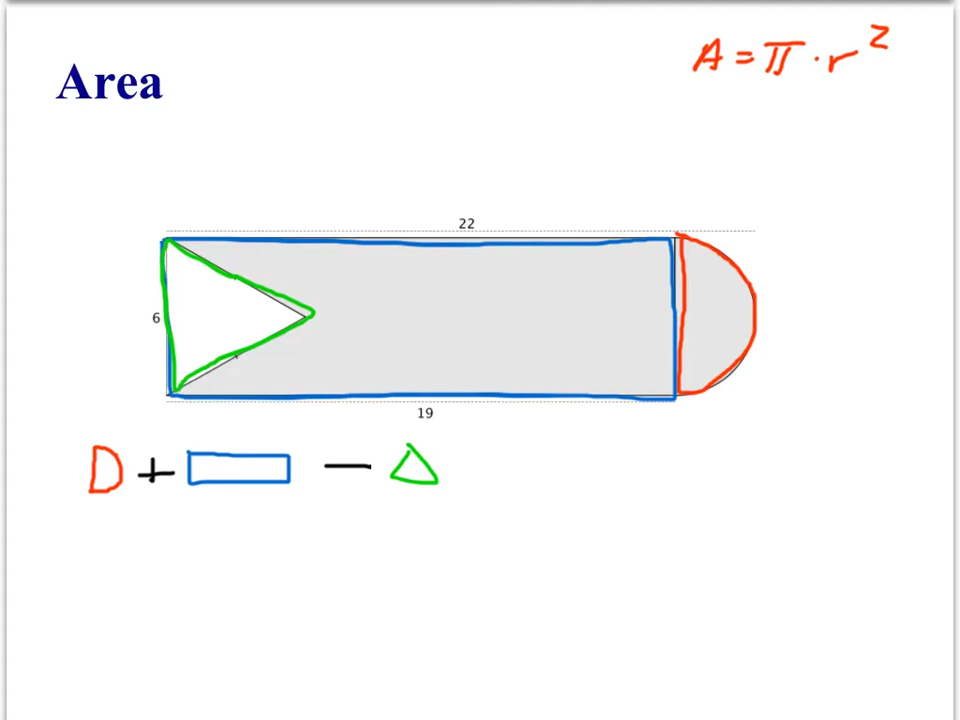 A = π · r²
Area
22
6
19
+ −